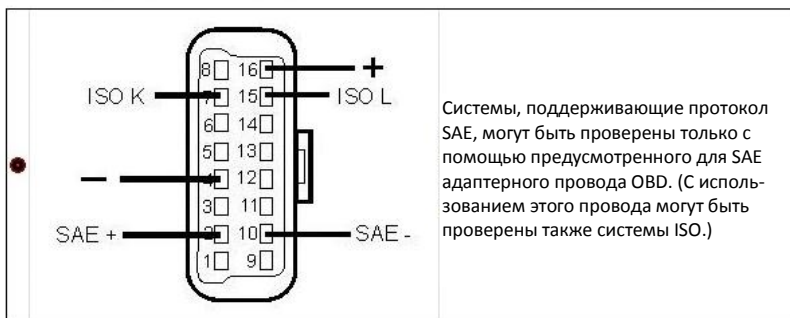 8 16 +
ISO K 7 15 ISO L
6 14
5 13
— 4 12
3 11
SAE + 2 10 SAE -
1 9
Системы, поддерживающие протокол
SAE, могут быть проверены только с
помощью предусмотренного для SAE
адаптерного провода OBD. (С исполь-
зованием этого провода могут быть
проверены также системы ISO.)